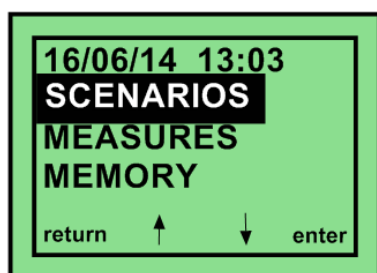 16/06/14 13:03
SCENARIOS
MEASURES
MEMORY
return enter